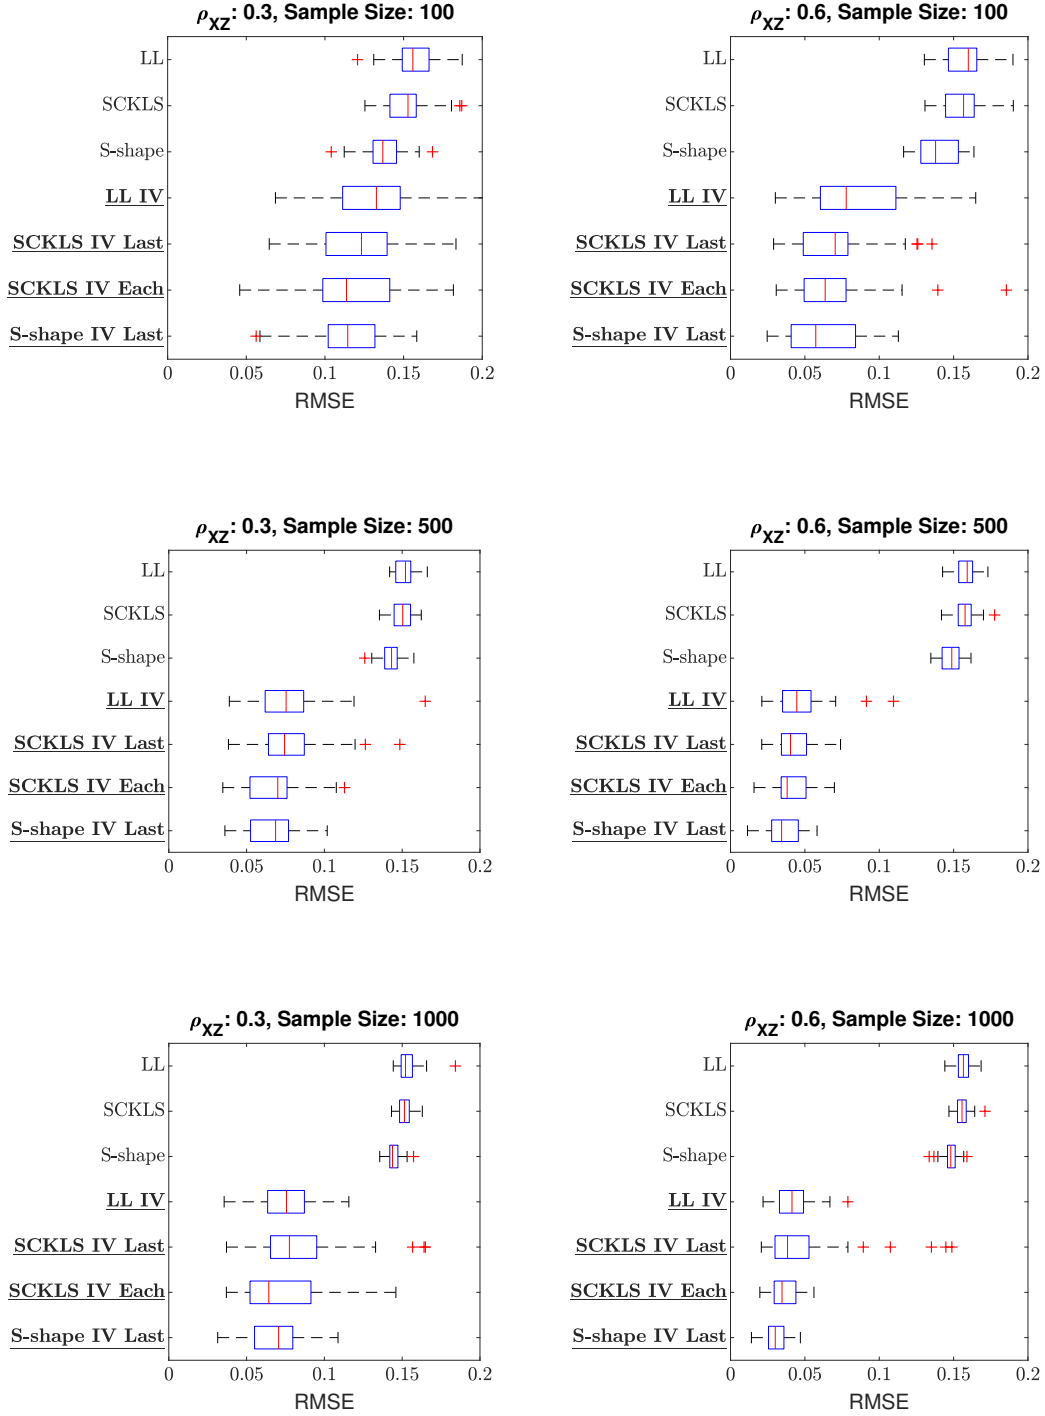 ρXZ: 0.3, Sample Size: 100
LL
SCKLS
S-shape
LL IV
SCKLS IV Last
SCKLS IV Each
S-shape IV Last
0 0.05 0.1 0.15 0.2
RMSE
ρXZ: 0.6, Sample Size: 100
LL
SCKLS
S-shape
LL IV
SCKLS IV Last
SCKLS IV Each
S-shape IV Last
0 0.05 0.1 0.15 0.2
RMSE
ρXZ: 0.3, Sample Size: 500
LL
SCKLS
S-shape
LL IV
SCKLS IV Last
SCKLS IV Each
S-shape IV Last
0 0.05 0.1 0.15 0.2
RMSE
ρXZ: 0.6, Sample Size: 500
LL
SCKLS
S-shape
LL IV
SCKLS IV Last
SCKLS IV Each
S-shape IV Last
0 0.05 0.1 0.15 0.2
RMSE
ρXZ: 0.3, Sample Size: 1000
LL
SCKLS
S-shape
LL IV
SCKLS IV Last
SCKLS IV Each
S-shape IV Last
0 0.05 0.1 0.15 0.2
RMSE
ρXZ: 0.6, Sample Size: 1000
LL
SCKLS
S-shape
LL IV
SCKLS IV Last
SCKLS IV Each
S-shape IV Last
0 0.05 0.1 0.15 0.2
RMSE